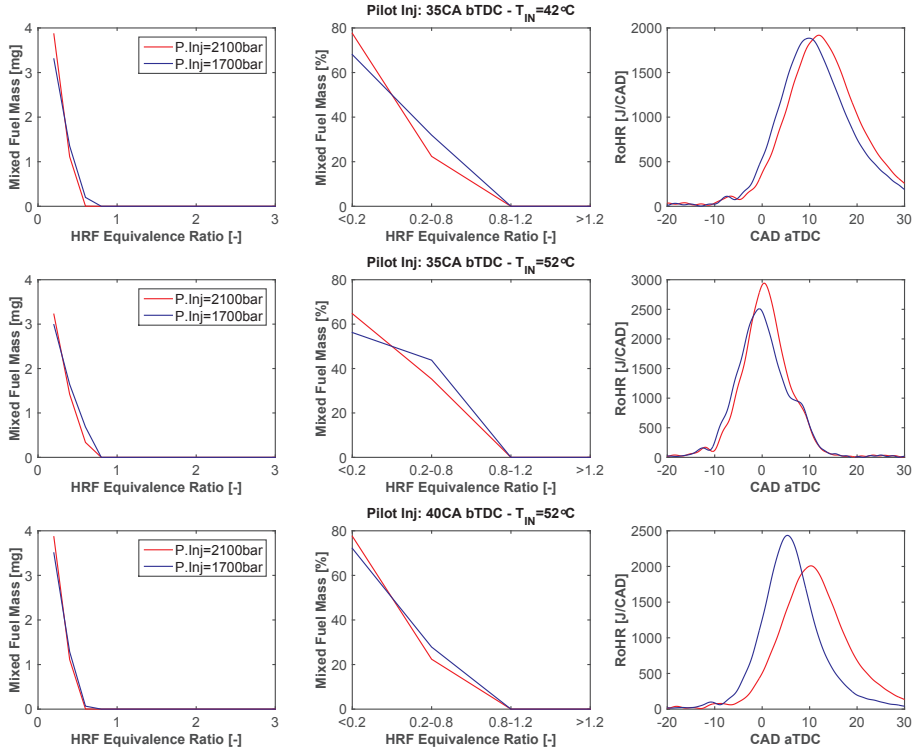 Pilot Inj: 35CA bTDC - T_IN=42°C
Mixed Fuel Mass [mg]
4
3
2
1
0
P.Inj=2100bar
P.Inj=1700bar
0 1 2 3
HRF Equivalence Ratio [-]
Mixed Fuel Mass [%]
80
60
40
20
0
<0.2 0.2-0.8 0.8-1.2 >1.2
HRF Equivalence Ratio [-]
RoHR [J/CAD]
2000
1500
1000
500
0
-20 -10 0 10 20 30
CAD aTDC
Pilot Inj: 35CA bTDC - T_IN=52°C
Mixed Fuel Mass [mg]
4
3
2
1
0
P.Inj=2100bar
P.Inj=1700bar
0 1 2 3
HRF Equivalence Ratio [-]
Mixed Fuel Mass [%]
80
60
40
20
0
<0.2 0.2-0.8 0.8-1.2 >1.2
HRF Equivalence Ratio [-]
RoHR [J/CAD]
3000
2500
2000
1500
1000
500
0
-20 -10 0 10 20 30
CAD aTDC
Pilot Inj: 40CA bTDC - T_IN=52°C
Mixed Fuel Mass [mg]
4
3
2
1
0
P.Inj=2100bar
P.Inj=1700bar
0 1 2 3
HRF Equivalence Ratio [-]
Mixed Fuel Mass [%]
80
60
40
20
0
<0.2 0.2-0.8 0.8-1.2 >1.2
HRF Equivalence Ratio [-]
RoHR [J/CAD]
2500
2000
1500
1000
500
0
-20 -10 0 10 20 30
CAD aTDC